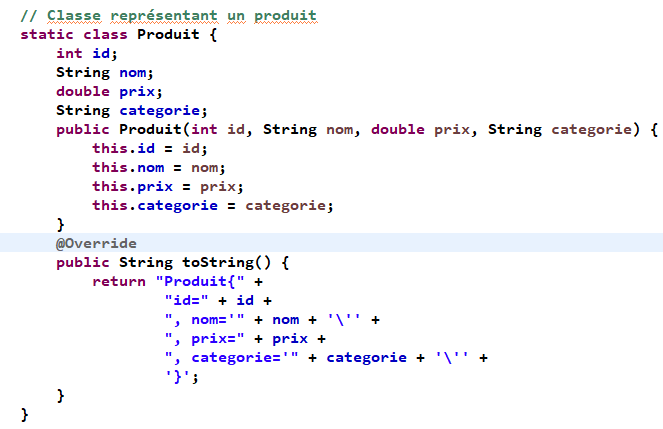 // Classe représentant un produit
static class Produit {
    int id;
    String nom;
    double prix;
    String categorie;
    public Produit(int id, String nom, double prix, String categorie) {
        this.id = id;
        this.nom = nom;
        this.prix = prix;
        this.categorie = categorie;
    }
    @Override
    public String toString() {
        return "Produit{" +
                "id=" + id +
                ", nom='" + nom + '\'' +
                ", prix=" + prix +
                ", categorie='" + categorie + '\'' +
                '}';
    }
}